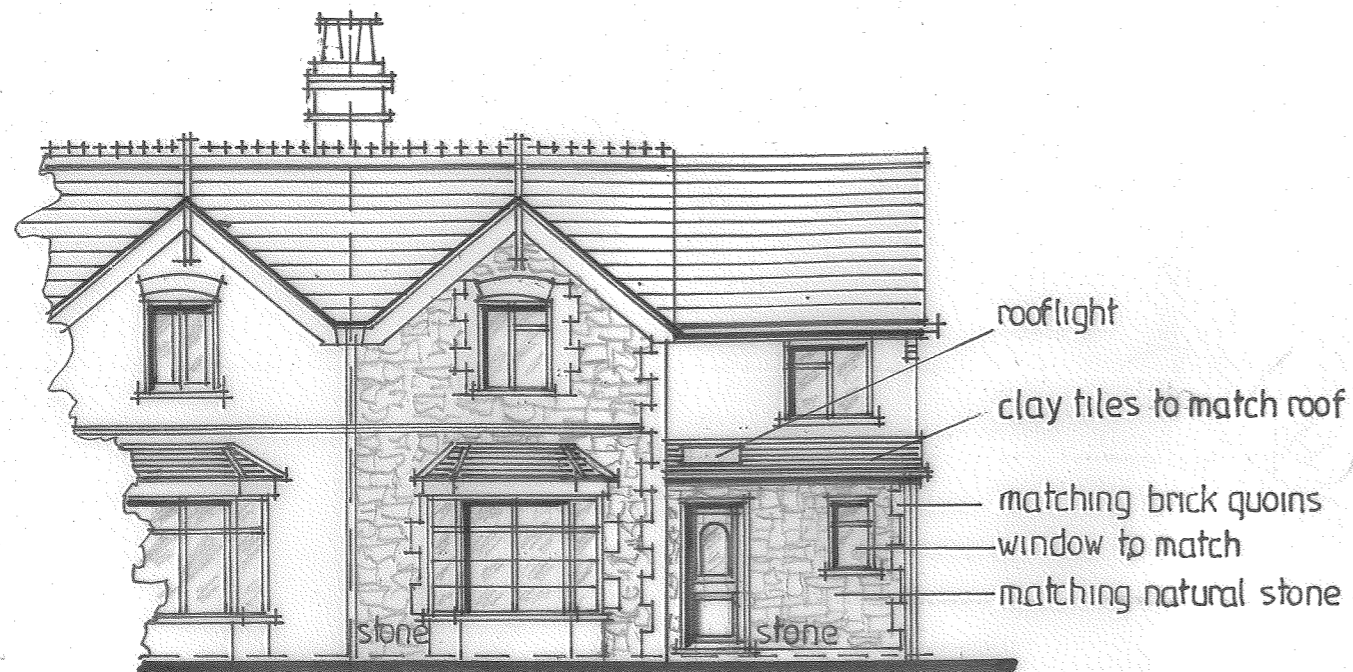 rooflight
clay tiles to match roof
matching brick quoins
window to match
matching natural stone
stone
stone